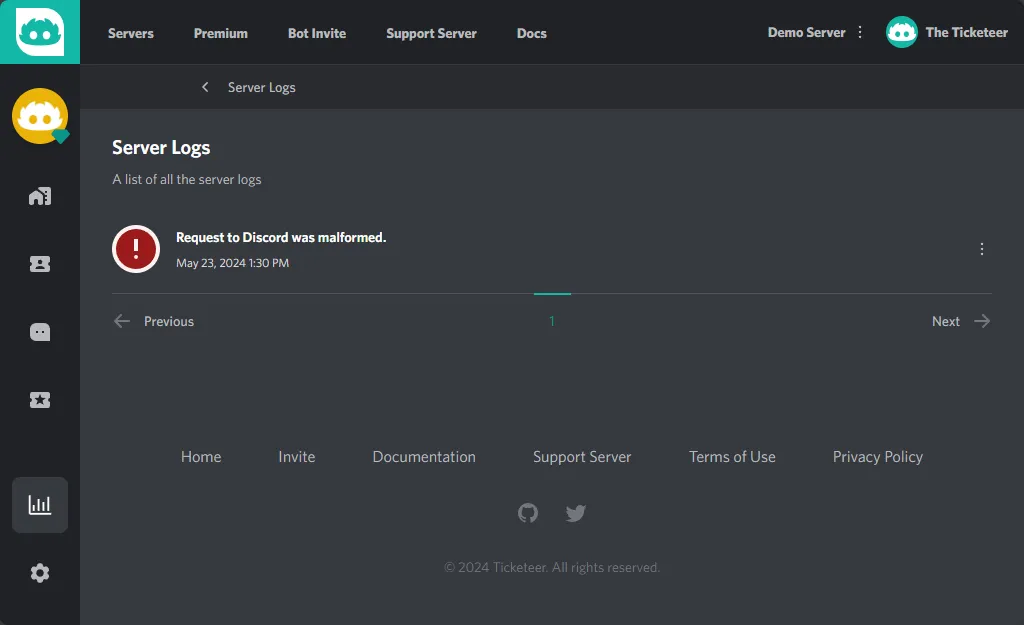 Servers Premium Bot Invite Support Server Docs Demo Server The Ticketeer
Server Logs
Server Logs
A list of all the server logs
Request to Discord was malformed.
May 23, 2024 1:30 PM
Previous 1 Next
Home Invite Documentation Support Server Terms of Use Privacy Policy
© 2024 Ticketeer. All rights reserved.